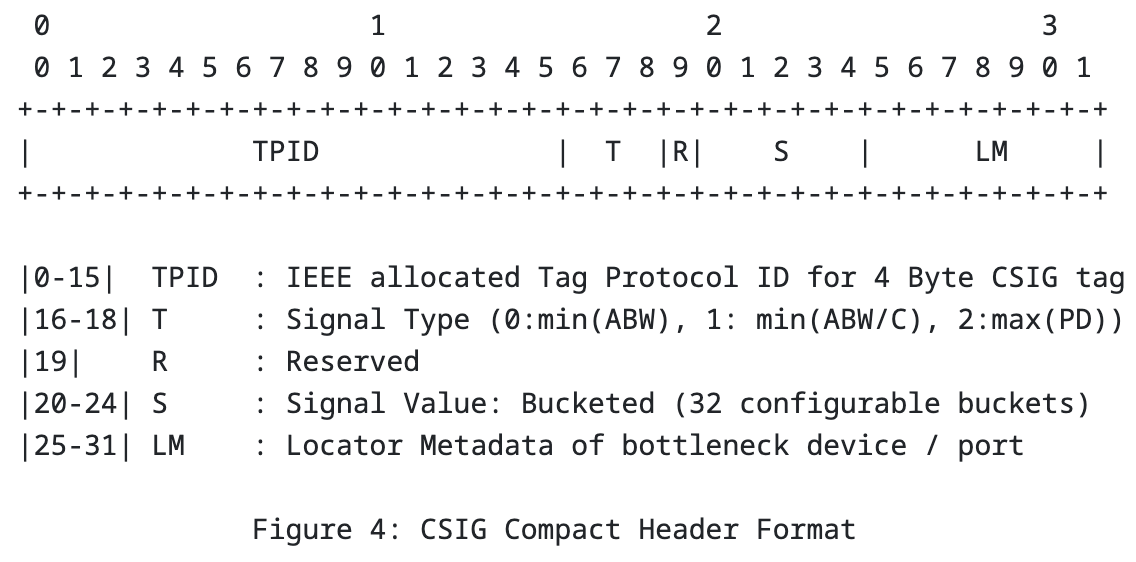 0                   1                   2                   3
 0 1 2 3 4 5 6 7 8 9 0 1 2 3 4 5 6 7 8 9 0 1 2 3 4 5 6 7 8 9 0 1
+-+-+-+-+-+-+-+-+-+-+-+-+-+-+-+-+-+-+-+-+-+-+-+-+-+-+-+-+-+-+-+-+
|             TPID              |  T  |R|    S    |      LM     |
+-+-+-+-+-+-+-+-+-+-+-+-+-+-+-+-+-+-+-+-+-+-+-+-+-+-+-+-+-+-+-+-+
|0-15|  TPID  : IEEE allocated Tag Protocol ID for 4 Byte CSIG tag
|16-18| T     : Signal Type (0:min(ABW), 1: min(ABW/C), 2:max(PD))
|19|    R     : Reserved
|20-24| S     : Signal Value: Bucketed (32 configurable buckets)
|25-31| LM    : Locator Metadata of bottleneck device / port
Figure 4: CSIG Compact Header Format